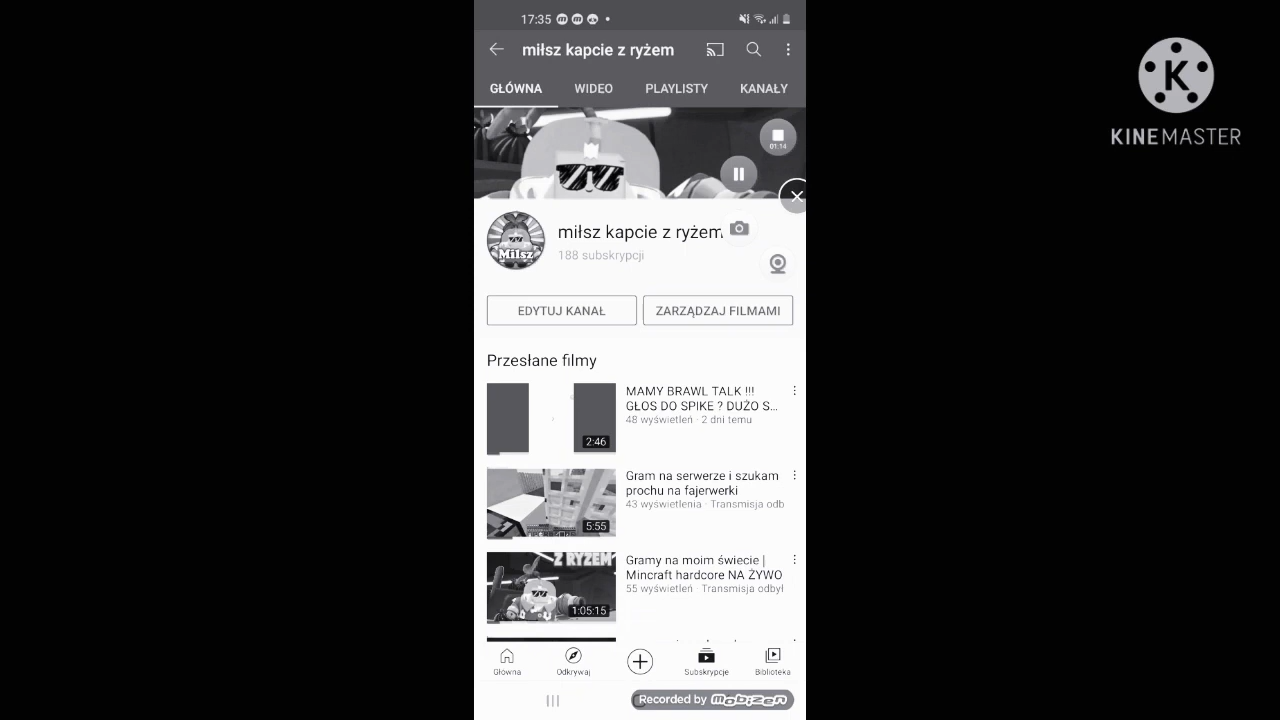 17:35
miłsz kapcie z ryżem
GŁÓWNA WIDEO PLAYLISTY KANAŁY
01:14
KINEMASTER
miłsz kapcie z ryżem
Miłsz
188 subskrypcji
EDYTUJ KANAŁ ZARZĄDZAJ FILMAMI
Przesłane filmy
MAMY BRAWL TALK !!!
GŁOS DO SPIKE ? DUŻO S...
48 wyświetleń · 2 dni temu
2:46
Gram na serwerze i szukam
prochu na fajerwerki
43 wyświetlenia · Transmisja odb
5:55
Z RYŻEM
Gramy na moim świecie |
Mincraft hardcore NA ŻYWO
55 wyświetleń · Transmisja odbył
1:05:15
Główna Odkrywaj Subskrypcje Biblioteka
Recorded by mobizen